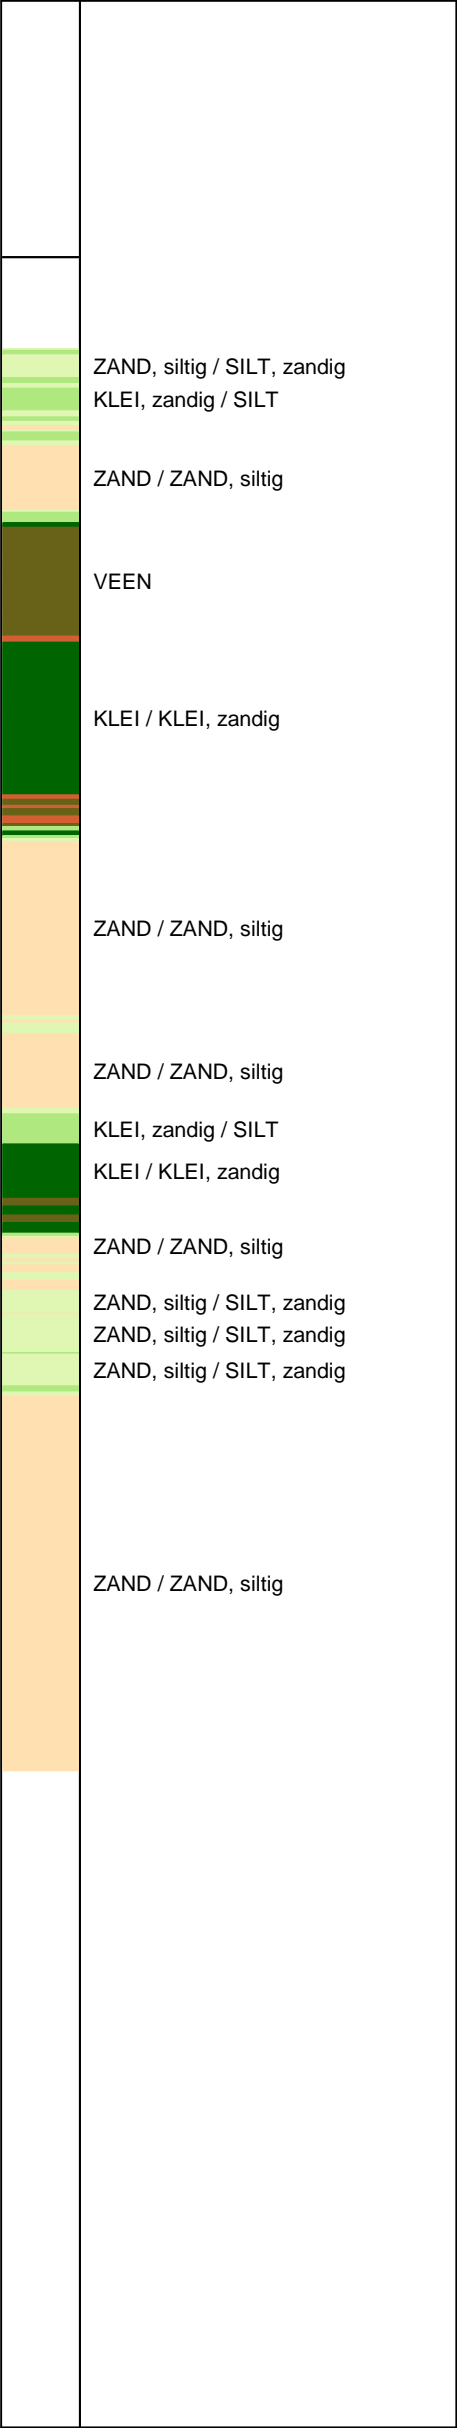 ZAND, siltig / SILT, zandig
KLEI, zandig / SILT
ZAND / ZAND, siltig
VEEN
KLEI / KLEI, zandig
ZAND / ZAND, siltig
ZAND / ZAND, siltig
KLEI, zandig / SILT
KLEI / KLEI, zandig
ZAND / ZAND, siltig
ZAND, siltig / SILT, zandig
ZAND, siltig / SILT, zandig
ZAND, siltig / SILT, zandig
ZAND / ZAND, siltig